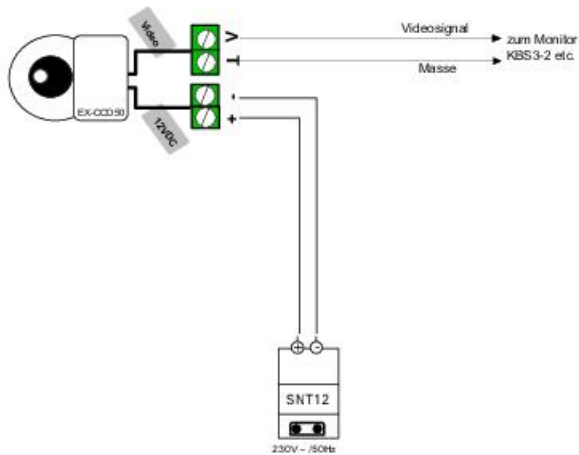 Video
V
Videosignal
zum Monitor
KBS3-2 etc.
T
Masse
EX-CCD50
-
+
12VDC
+ -
SNT12
230V~ /50Hz